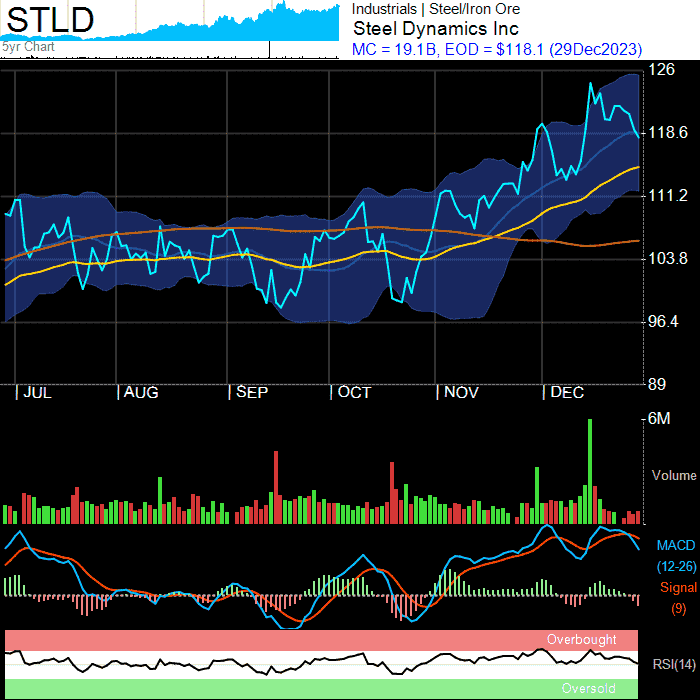 STLD
5yr Chart
Industrials | Steel/Iron Ore
Steel Dynamics Inc
MC = 19.1B, EOD = $118.1 (29Dec2023)
126
118.6
111.2
103.8
96.4
89
JUL AUG SEP OCT NOV DEC
6M
Volume
MACD
(12-26)
Signal
(9)
Overbought
RSI(14)
Oversold